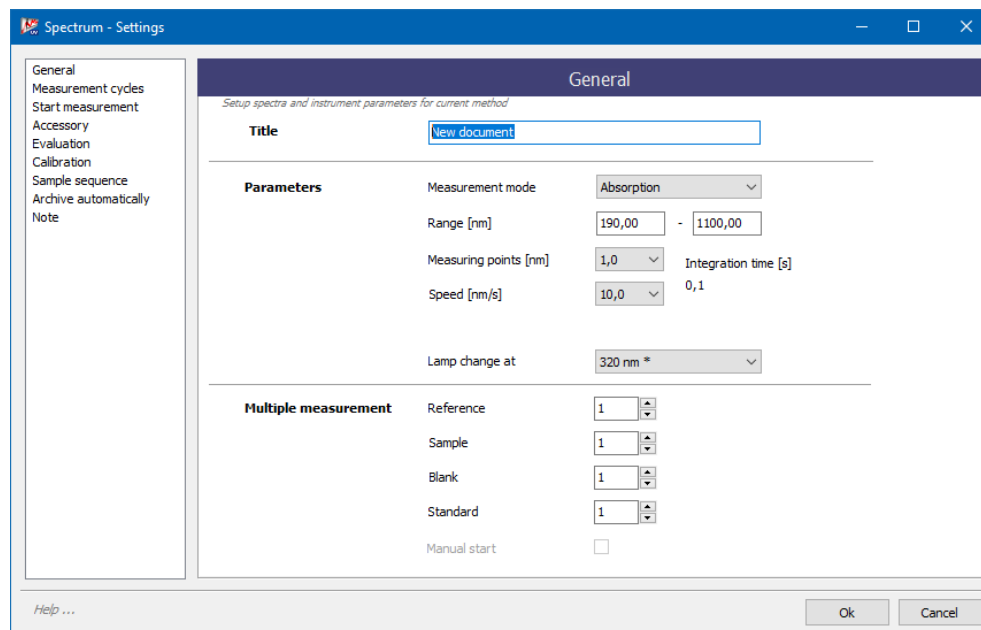 Spectrum - Settings
General
Measurement cycles
Start measurement
Accessory
Evaluation
Calibration
Sample sequence
Archive automatically
Note
General
Setup spectra and instrument parameters for current method
Title New document
Parameters Measurement mode Absorption
Range [nm] 190,00 - 1100,00
Measuring points [nm] 1,0 Integration time [s]
Speed [nm/s] 10,0 0,1
Lamp change at 320 nm *
Multiple measurement Reference 1
Sample 1
Blank 1
Standard 1
Manual start
Help ... Ok Cancel